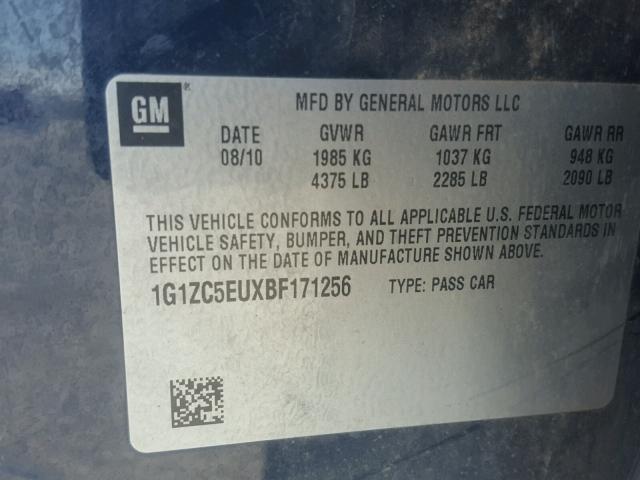 GM
MFD BY GENERAL MOTORS LLC
DATE GVWR GAWR FRT GAWR RR
08/10 1985 KG 1037 KG 948 KG
4375 LB 2285 LB 2090 LB
THIS VEHICLE CONFORMS TO ALL APPLICABLE U.S. FEDERAL MOTOR
VEHICLE SAFETY, BUMPER, AND THEFT PREVENTION STANDARDS IN
EFFECT ON THE DATE OF MANUFACTURE SHOWN ABOVE.
1G1ZC5EUXBF171256 TYPE: PASS CAR